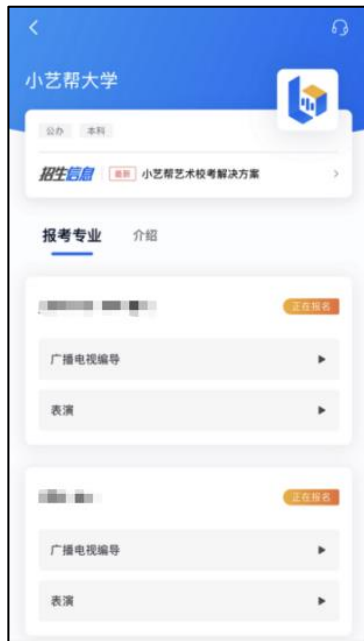 小艺帮大学
公办 本科
招生信息 最新 小艺帮艺术校考解决方案
报考专业 介绍
正在报名
广播电视编导
表演
正在报名
广播电视编导
表演